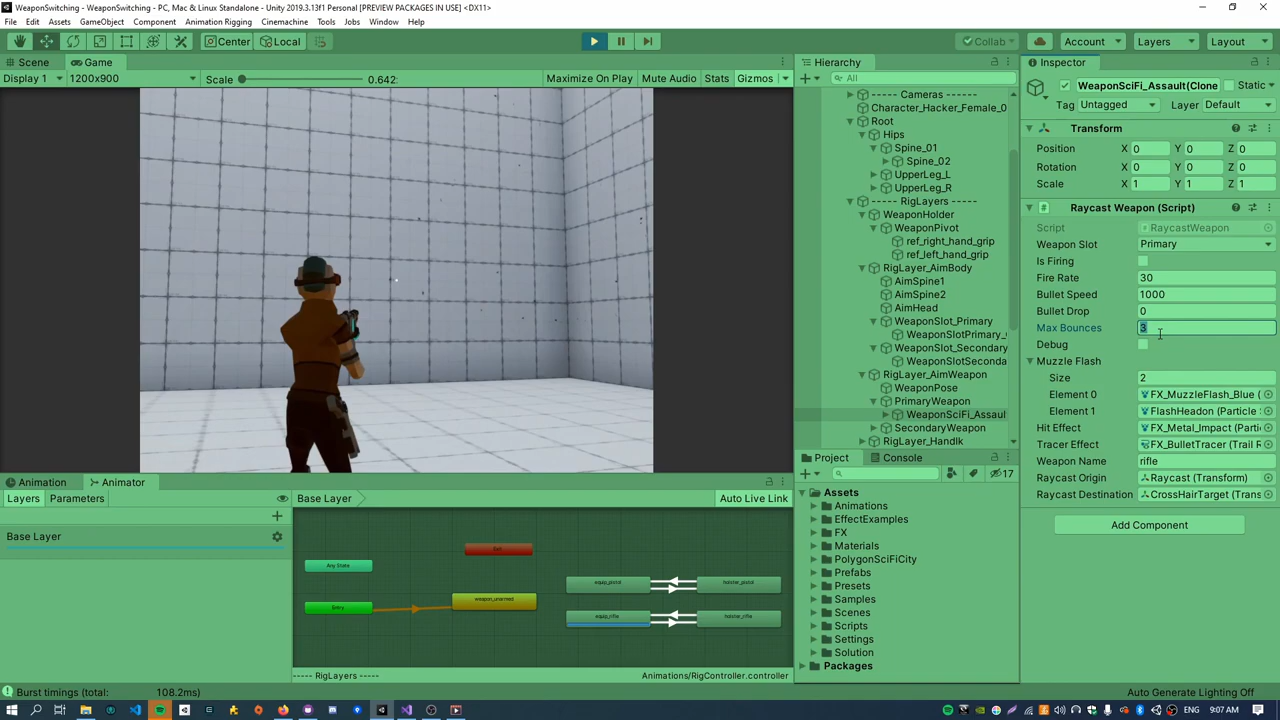 WeaponSwitching - WeaponSwitching - PC, Mac & Linux Standalone - Unity 2019.3.13f1 Personal [PREVIEW PACKAGES IN USE] <DX11>
File Edit Assets GameObject Component Animation Rigging Cinemachine Tools Jobs Window Help
Center Local Collab Account Layers Layout
Scene Game
Display 1 1200x900 Scale 0.642: Maximize On Play Mute Audio Stats Gizmos
Hierarchy
All
----- Cameras ------
Character_Hacker_Female_0
Root
Hips
Spine_01
Spine_02
UpperLeg_L
UpperLeg_R
----- RigLayers -----
WeaponHolder
WeaponPivot
ref_right_hand_grip
ref_left_hand_grip
RigLayer_AimBody
AimSpine1
AimSpine2
AimHead
WeaponSlot_Primary
WeaponSlotPrimary_
WeaponSlot_Secondary
WeaponSlotSeconda
RigLayer_AimWeapon
WeaponPose
PrimaryWeapon
WeaponSciFi_Assaul
SecondaryWeapon
RigLayer_HandIk
Inspector
WeaponSciFi_Assault(Clone Static
Tag Untagged Layer Default
Transform
Position X 0 Y 0 Z 0
Rotation X 0 Y 0 Z 0
Scale X 1 Y 1 Z 1
Raycast Weapon (Script)
Script RaycastWeapon
Weapon Slot Primary
Is Firing
Fire Rate 30
Bullet Speed 1000
Bullet Drop 0
Max Bounces 3
Debug
Muzzle Flash
Size 2
Element 0 FX_MuzzleFlash_Blue (
Element 1 FlashHeadon (Particle
Hit Effect FX_Metal_Impact (Parti
Tracer Effect FX_BulletTracer (Trail R
Weapon Name rifle
Raycast Origin Raycast (Transform)
Raycast Destination CrossHairTarget (Trans
Add Component
Project Console
17
Assets
Animations
EffectExamples
FX
Materials
PolygonSciFiCity
Prefabs
Presets
Samples
Scenes
Scripts
Settings
Solution
Packages
Animation Animator
Layers Parameters Base Layer Auto Live Link
Base Layer
Any State
Entry
Exit
weapon_unarmed
equip_pistol
holster_pistol
equip_rifle
holster_rifle
----- RigLayers ----- Animations/RigController.controller
Burst timings (total: 108.2ms) Auto Generate Lighting Off
ENG 9:07 AM